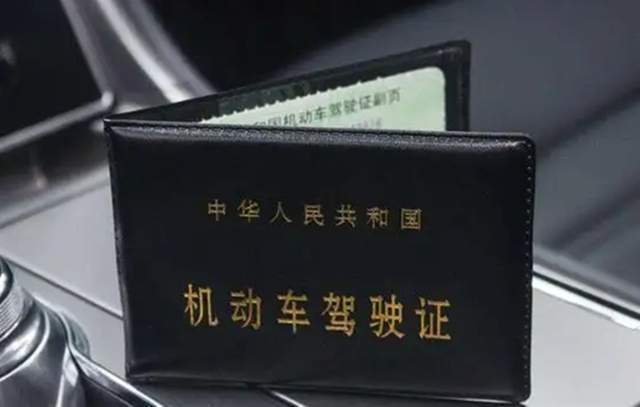 国机动车驾驶证副页
中华人民共和国
机动车驾驶证